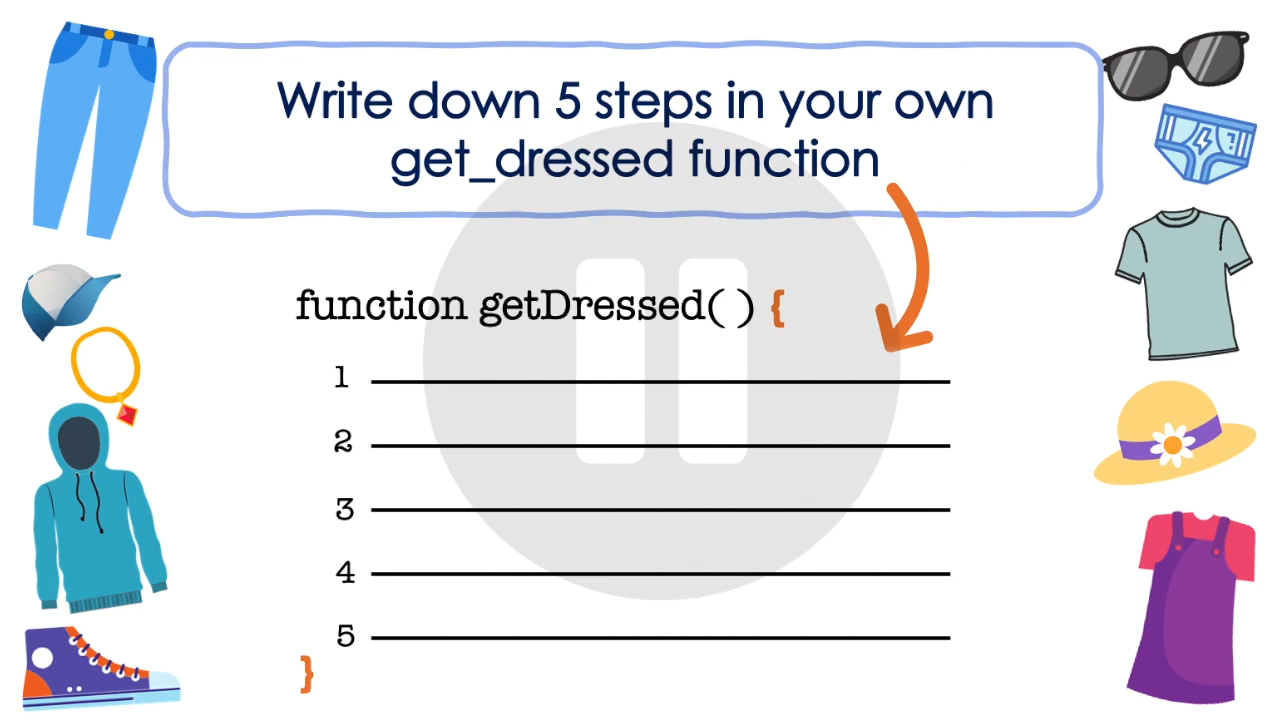 Write down 5 steps in your own
get_dressed function
function getDressed( ) {
1
2
3
4
5
}